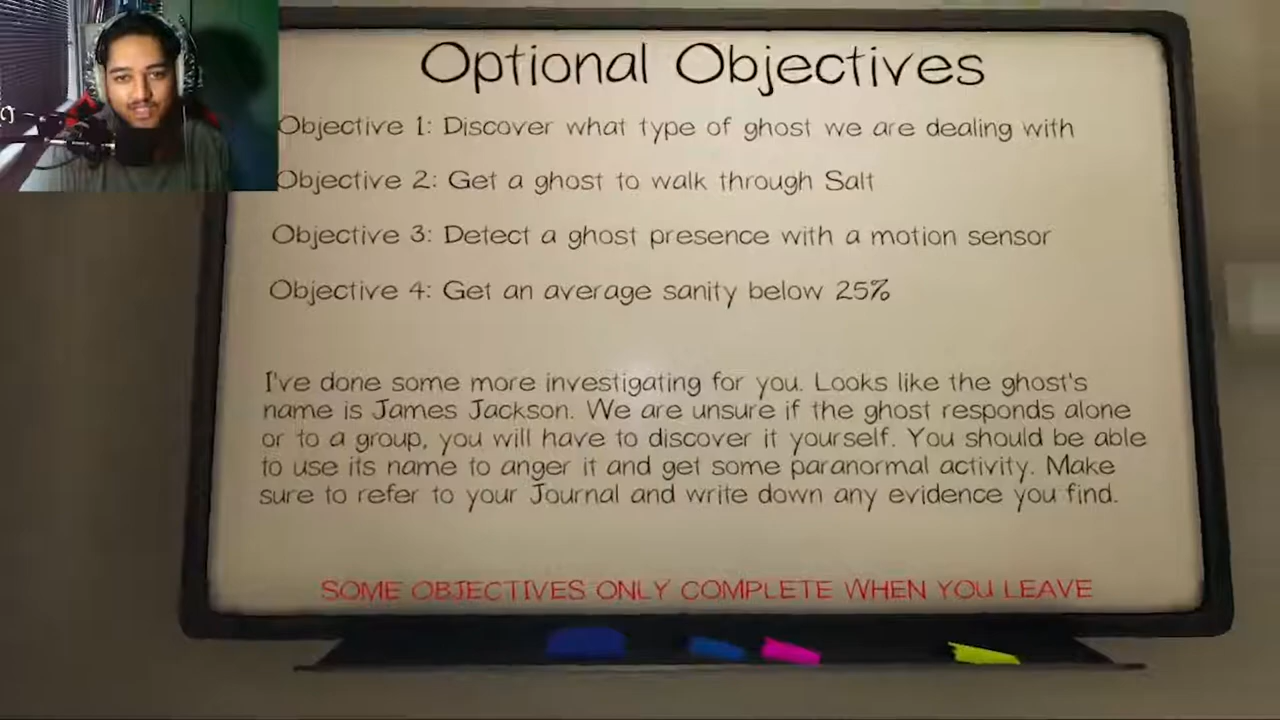 Optional Objectives
Objective 1: Discover what type of ghost we are dealing with
Objective 2: Get a ghost to walk through Salt
Objective 3: Detect a ghost presence with a motion sensor
Objective 4: Get an average sanity below 25%
I've done some more investigating for you. Looks like the ghost's
name is James Jackson. We are unsure if the ghost responds alone
or to a group, you will have to discover it yourself. You should be able
to use its name to anger it and get some paranormal activity. Make
sure to refer to your Journal and write down any evidence you find.
SOME OBJECTIVES ONLY COMPLETE WHEN YOU LEAVE